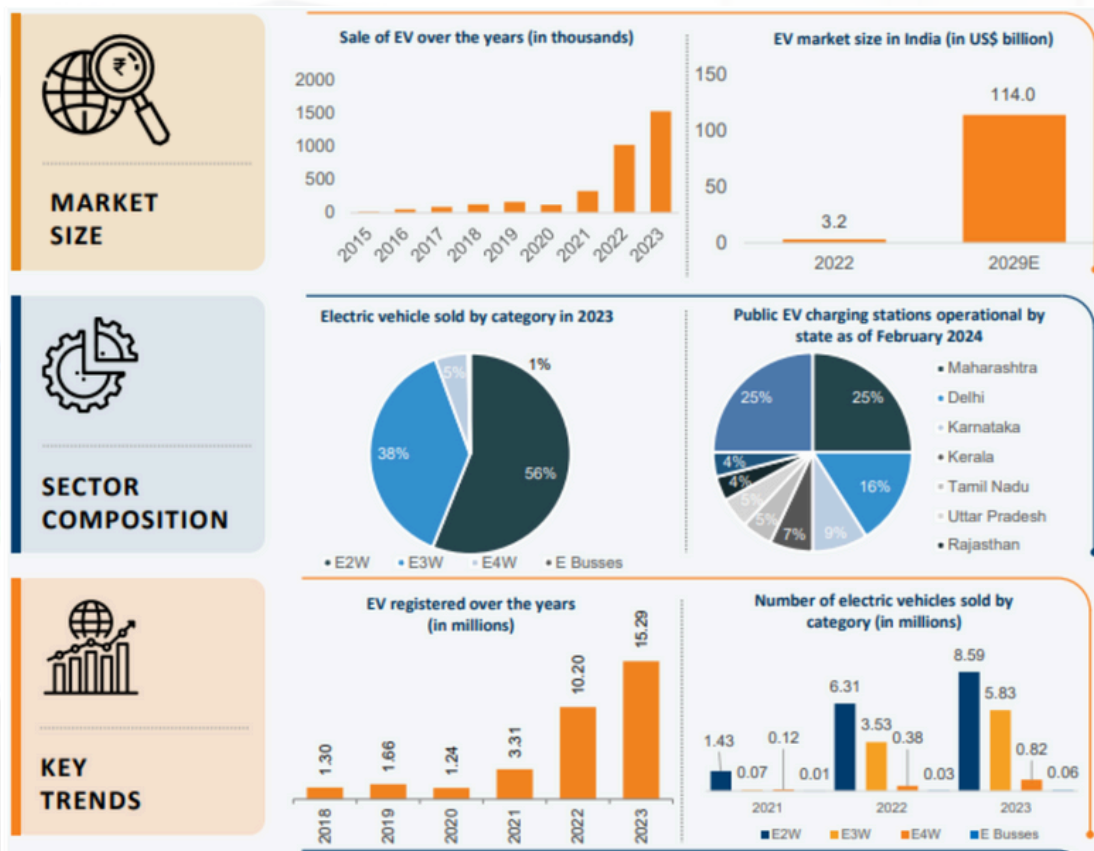 ₹
MARKET
SIZE
Sale of EV over the years (in thousands)
2000
1500
1000
500
0
2015
2016
2017
2018
2019
2020
2021
2022
2023
EV market size in India (in US$ billion)
150
100
50
0
3.2
114.0
2022
2029E
SECTOR
COMPOSITION
Electric vehicle sold by category in 2023
1%
5%
38%
56%
E2W
E3W
E4W
E Busses
Public EV charging stations operational by
state as of February 2024
25%
25%
4%
4%
5%
5%
7%
9%
16%
Maharashtra
Delhi
Karnataka
Kerala
Tamil Nadu
Uttar Pradesh
Rajasthan
KEY
TRENDS
EV registered over the years
(in millions)
1.30
1.66
1.24
3.31
10.20
15.29
2018
2019
2020
2021
2022
2023
Number of electric vehicles sold by
category (in millions)
1.43
0.07
0.12
0.01
6.31
3.53
0.38
0.03
8.59
5.83
0.82
0.06
2021
2022
2023
E2W
E3W
E4W
E Busses